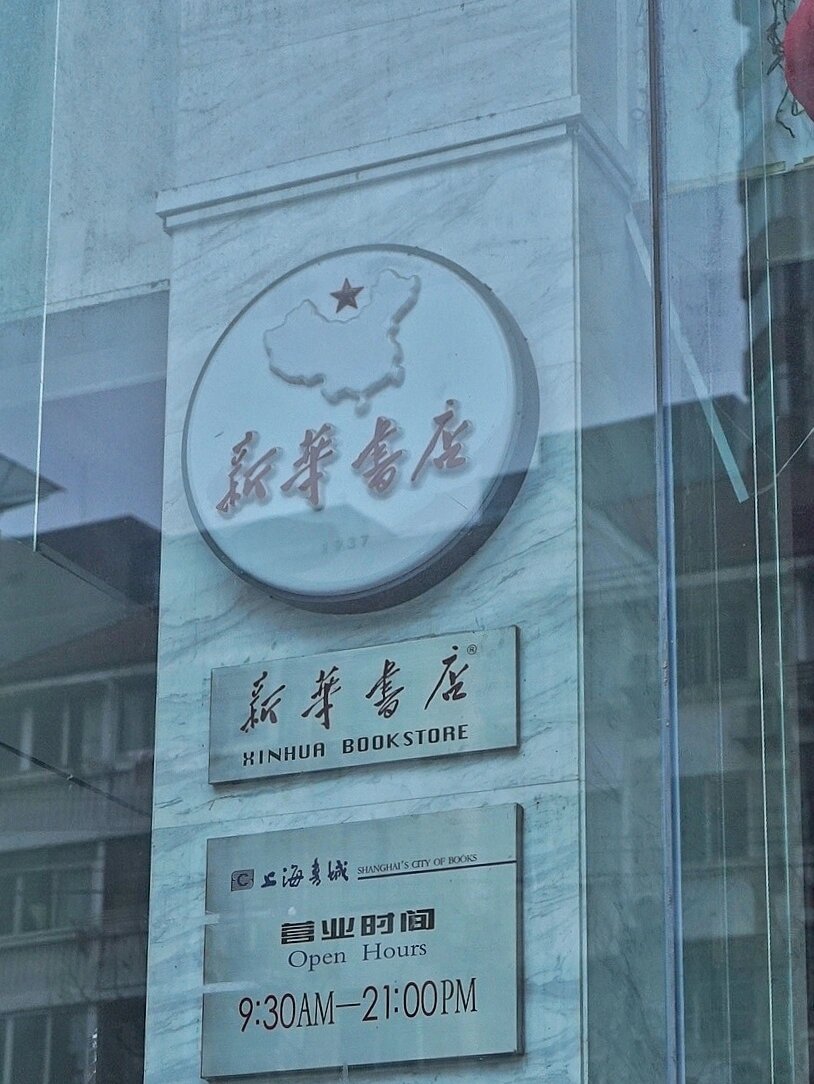 新華書店
1937
新華書店®
XINHUA BOOKSTORE
C 上海書城 SHANGHAI'S CITY OF BOOKS
营业时间
Open Hours
9:30AM—21:00PM